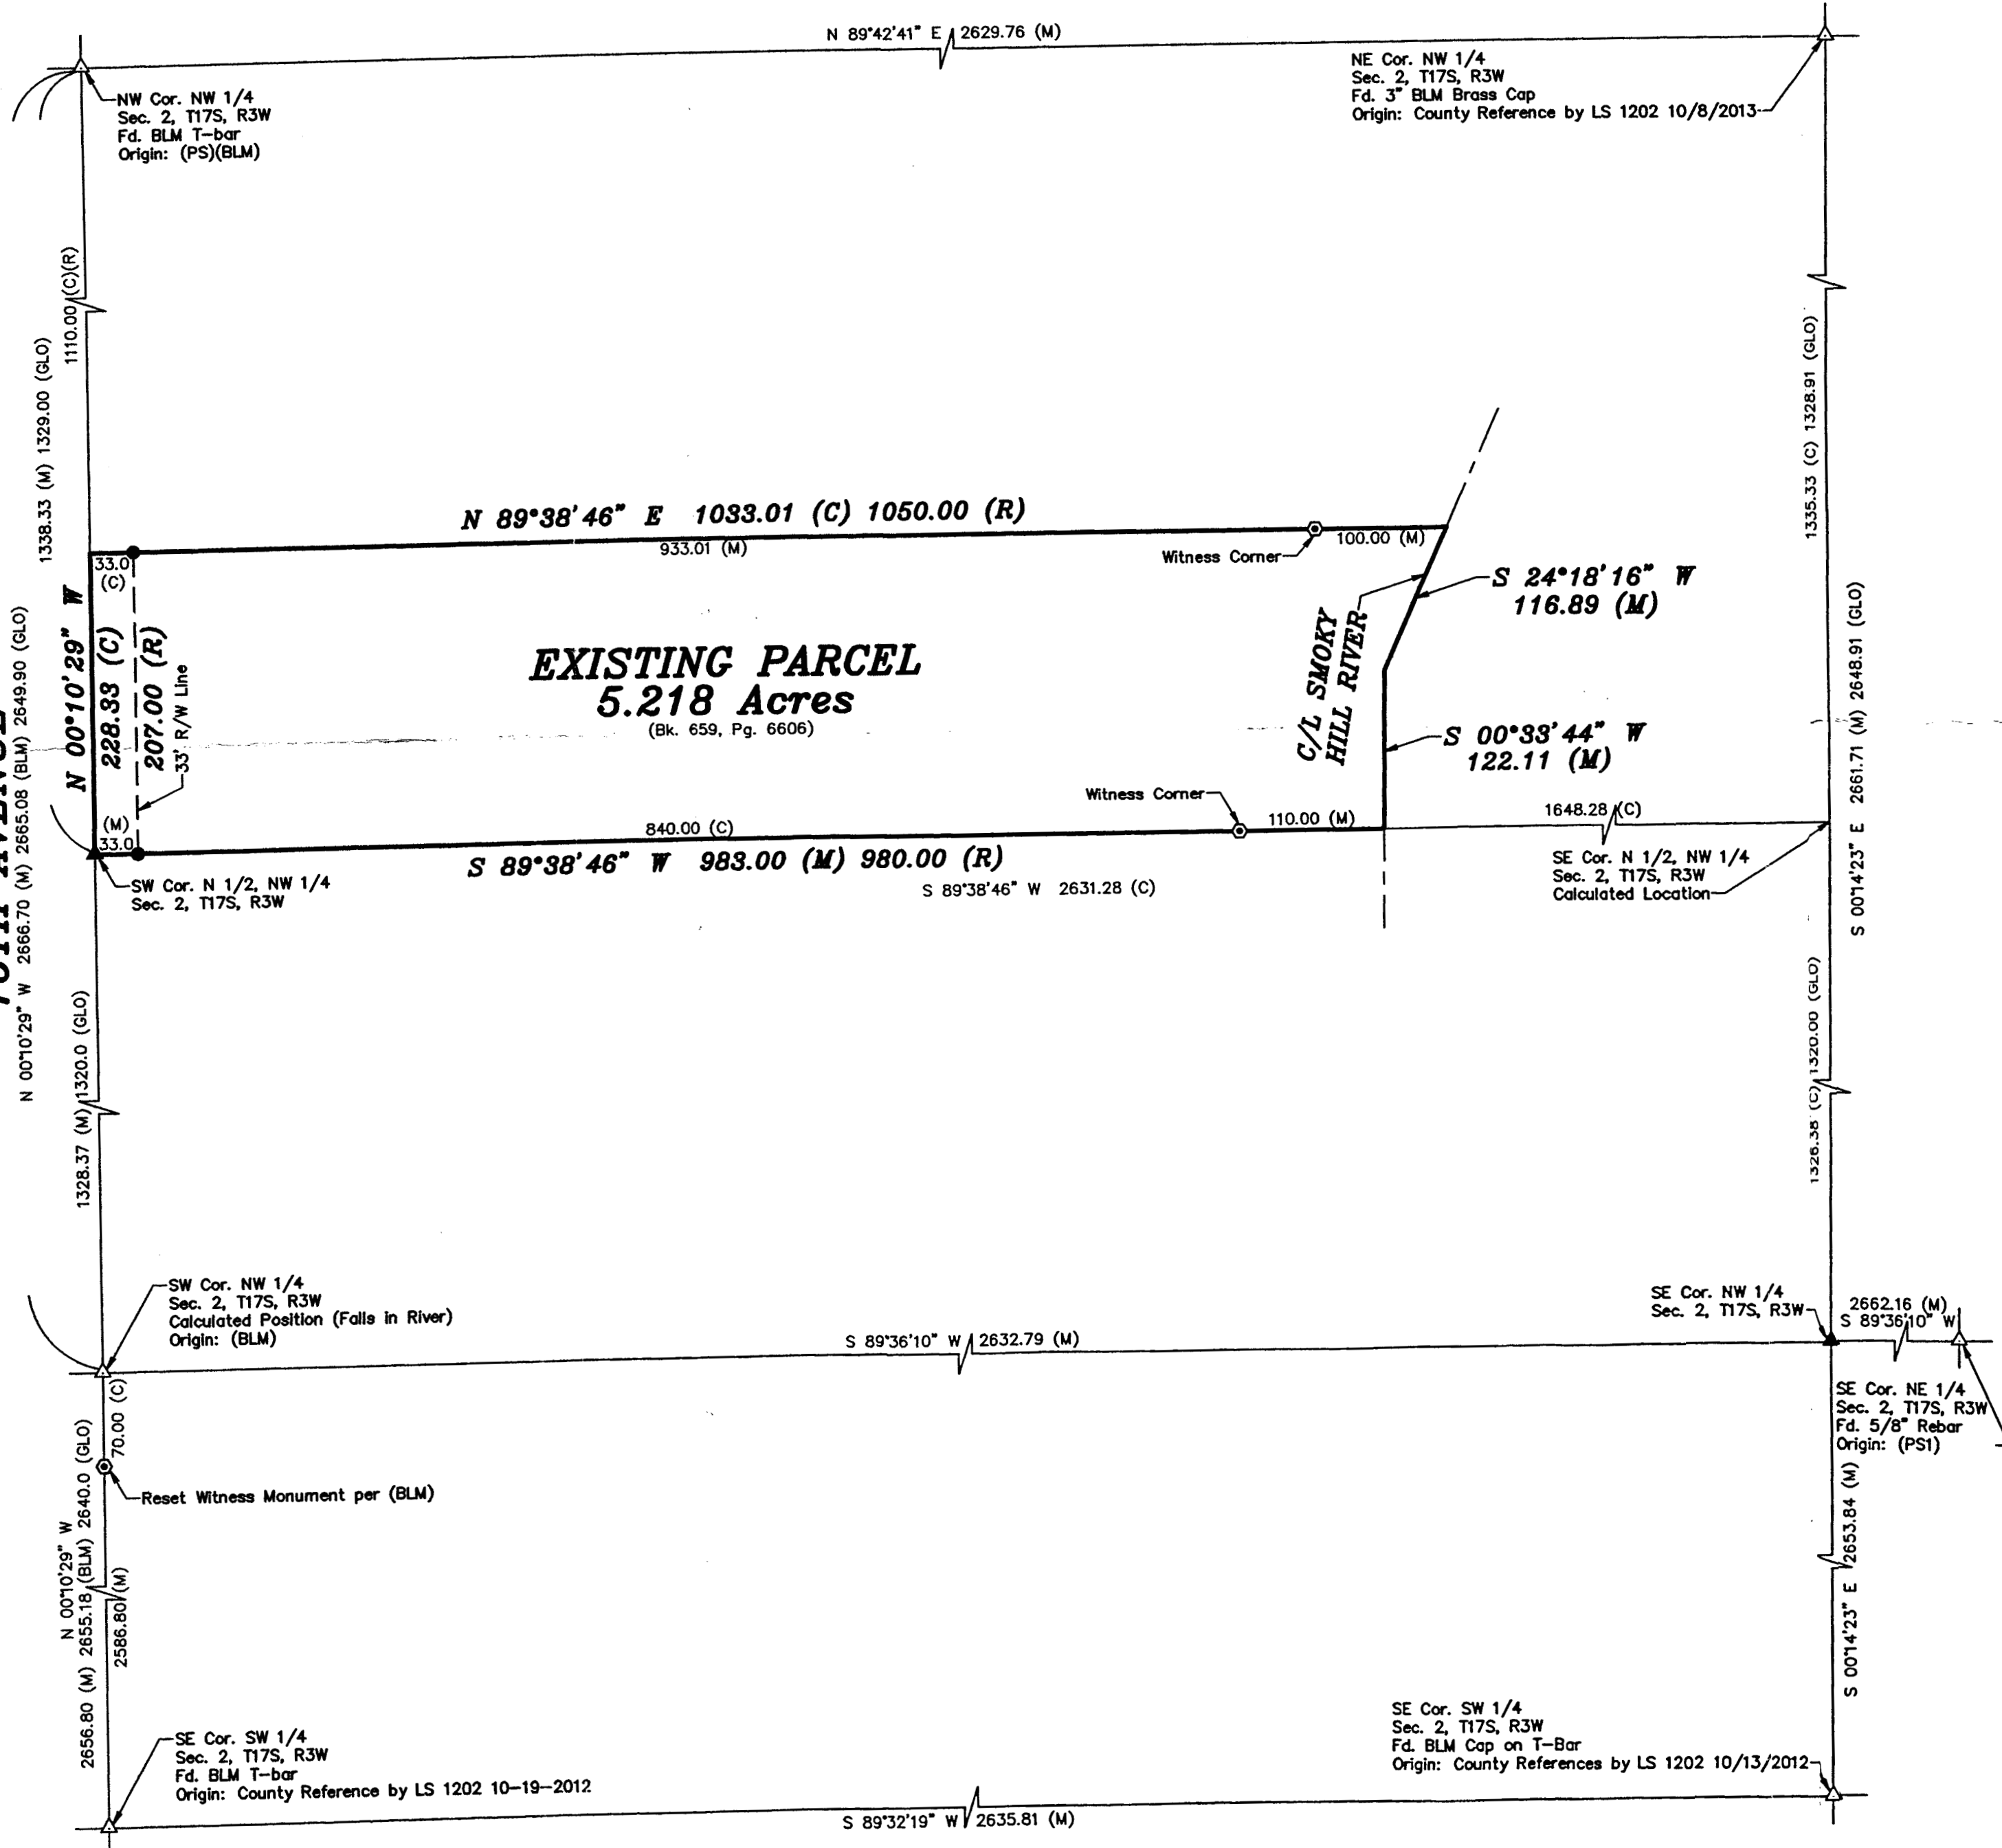 N 89°42'41" E 2629.76 (M)
NW Cor. NW 1/4
Sec. 2, T17S, R3W
Fd. BLM T-bar
Origin: (PS)(BLM)
NE Cor. NW 1/4
Sec. 2, T17S, R3W
Fd. 3" BLM Brass Cap
Origin: County Reference by LS 1202 10/8/2013
1110.00 (C)(R)
1338.33 (M) 1329.00 (GLO)
1335.33 (C) 1328.91 (GLO)
N 89°38'46" E 1033.01 (C) 1050.00 (R)
933.01 (M)
Witness Corner
100.00 (M)
33.0
(C)
S 24°18'16" W
116.89 (M)
N 00°10'29" W
228.33 (C)
207.00 (R)
33' R/W Line
EXISTING PARCEL
5.218 Acres
(Bk. 659, Pg. 6606)
C/L SMOKY
HILL RIVER
S 00°33'44" W
122.11 (M)
N 00°10'29" W 2666.70 (M) 2665.08 (BLM) 2649.90 (GLO)
S 00°14'23" E 2661.71 (M) 2648.91 (GLO)
Witness Corner
(M)
33.0
840.00 (C)
110.00 (M)
1648.28 (C)
S 89°38'46" W 983.00 (M) 980.00 (R)
S 89°38'46" W 2631.28 (C)
SW Cor. N 1/2, NW 1/4
Sec. 2, T17S, R3W
SE Cor. N 1/2, NW 1/4
Sec. 2, T17S, R3W
Calculated Location
1328.37 (M) 1320.0 (GLO)
1326.38 (C) 1320.00 (GLO)
SW Cor. NW 1/4
Sec. 2, T17S, R3W
Calculated Position (Falls in River)
Origin: (BLM)
SE Cor. NW 1/4
Sec. 2, T17S, R3W
2662.16 (M)
S 89°36'10" W
S 89°36'10" W 2632.79 (M)
70.00 (C)
SE Cor. NE 1/4
Sec. 2, T17S, R3W
Fd. 5/8" Rebar
Origin: (PS1)
Reset Witness Monument per (BLM)
N 00°10'29" W
2656.80 (M) 2655.18 (BLM) 2640.0 (GLO)
2586.80 (M)
S 00°14'23" E 2653.84 (M)
SE Cor. SW 1/4
Sec. 2, T17S, R3W
Fd. BLM T-bar
Origin: County Reference by LS 1202 10-19-2012
SE Cor. SW 1/4
Sec. 2, T17S, R3W
Fd. BLM Cap on T-Bar
Origin: County References by LS 1202 10/13/2012
S 89°32'19" W 2635.81 (M)